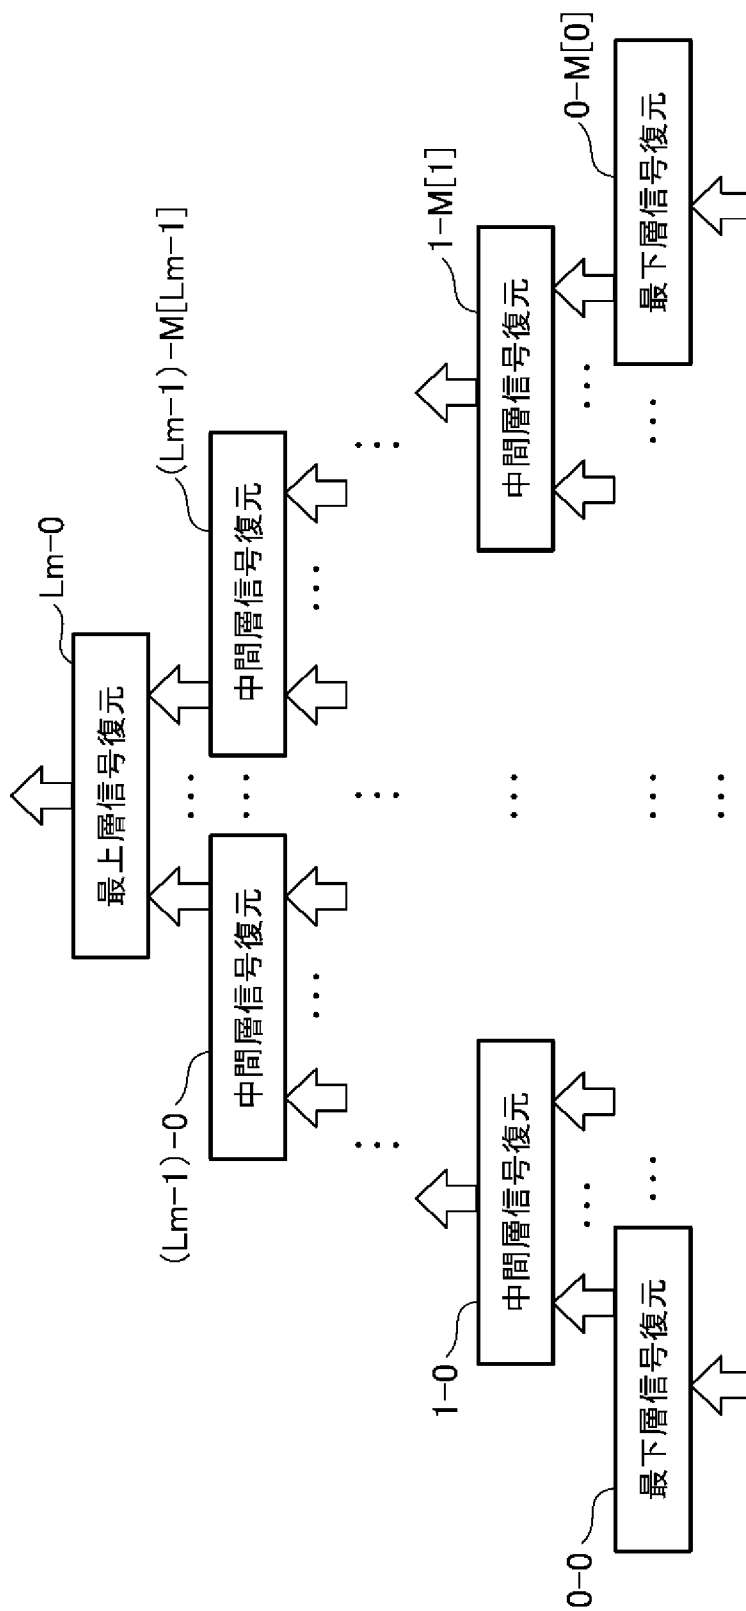 Lm-0
最上層信号復元
(Lm-1)-0
中間層信号復元
(Lm-1)-M[Lm-1]
中間層信号復元
1-0
中間層信号復元
1-M[1]
中間層信号復元
0-0
最下層信号復元
0-M[0]
最下層信号復元